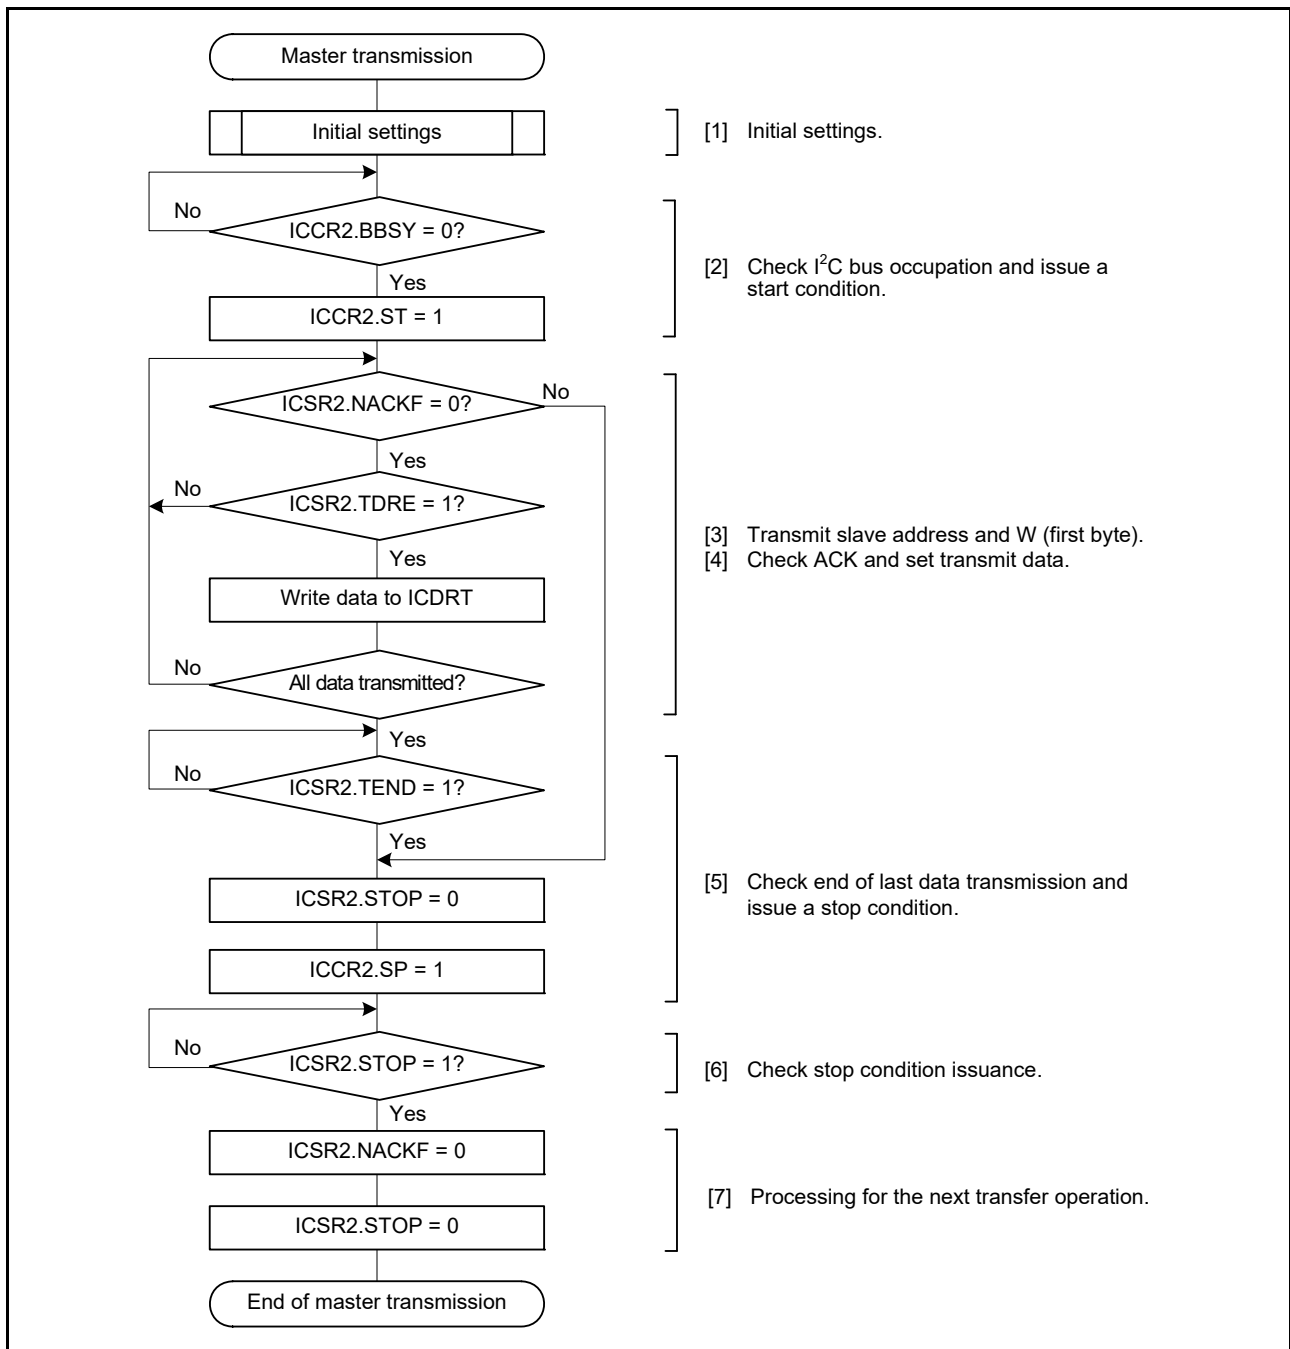 Master transmission
Initial settings
[1] Initial settings.
No
ICCR2.BBSY = 0?
Yes
[2] Check I²C bus occupation and issue a
start condition.
ICCR2.ST = 1
ICSR2.NACKF = 0?
No
Yes
No
ICSR2.TDRE = 1?
Yes
[3] Transmit slave address and W (first byte).
[4] Check ACK and set transmit data.
Write data to ICDRT
No
All data transmitted?
Yes
No
ICSR2.TEND = 1?
Yes
ICSR2.STOP = 0
[5] Check end of last data transmission and
issue a stop condition.
ICCR2.SP = 1
No
ICSR2.STOP = 1?
[6] Check stop condition issuance.
Yes
ICSR2.NACKF = 0
[7] Processing for the next transfer operation.
ICSR2.STOP = 0
End of master transmission